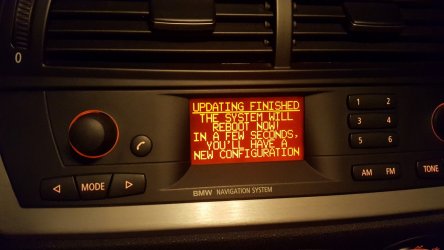 UPDATING FINISHED
THE SYSTEM WILL
REBOOT NOW!
IN A FEW SECONDS,
YOU'LL HAVE A
NEW CONFIGURATION
0
1 2
3 4
5 6
MODE
AM FM
TONE
BMW NAVIGATION SYSTEM